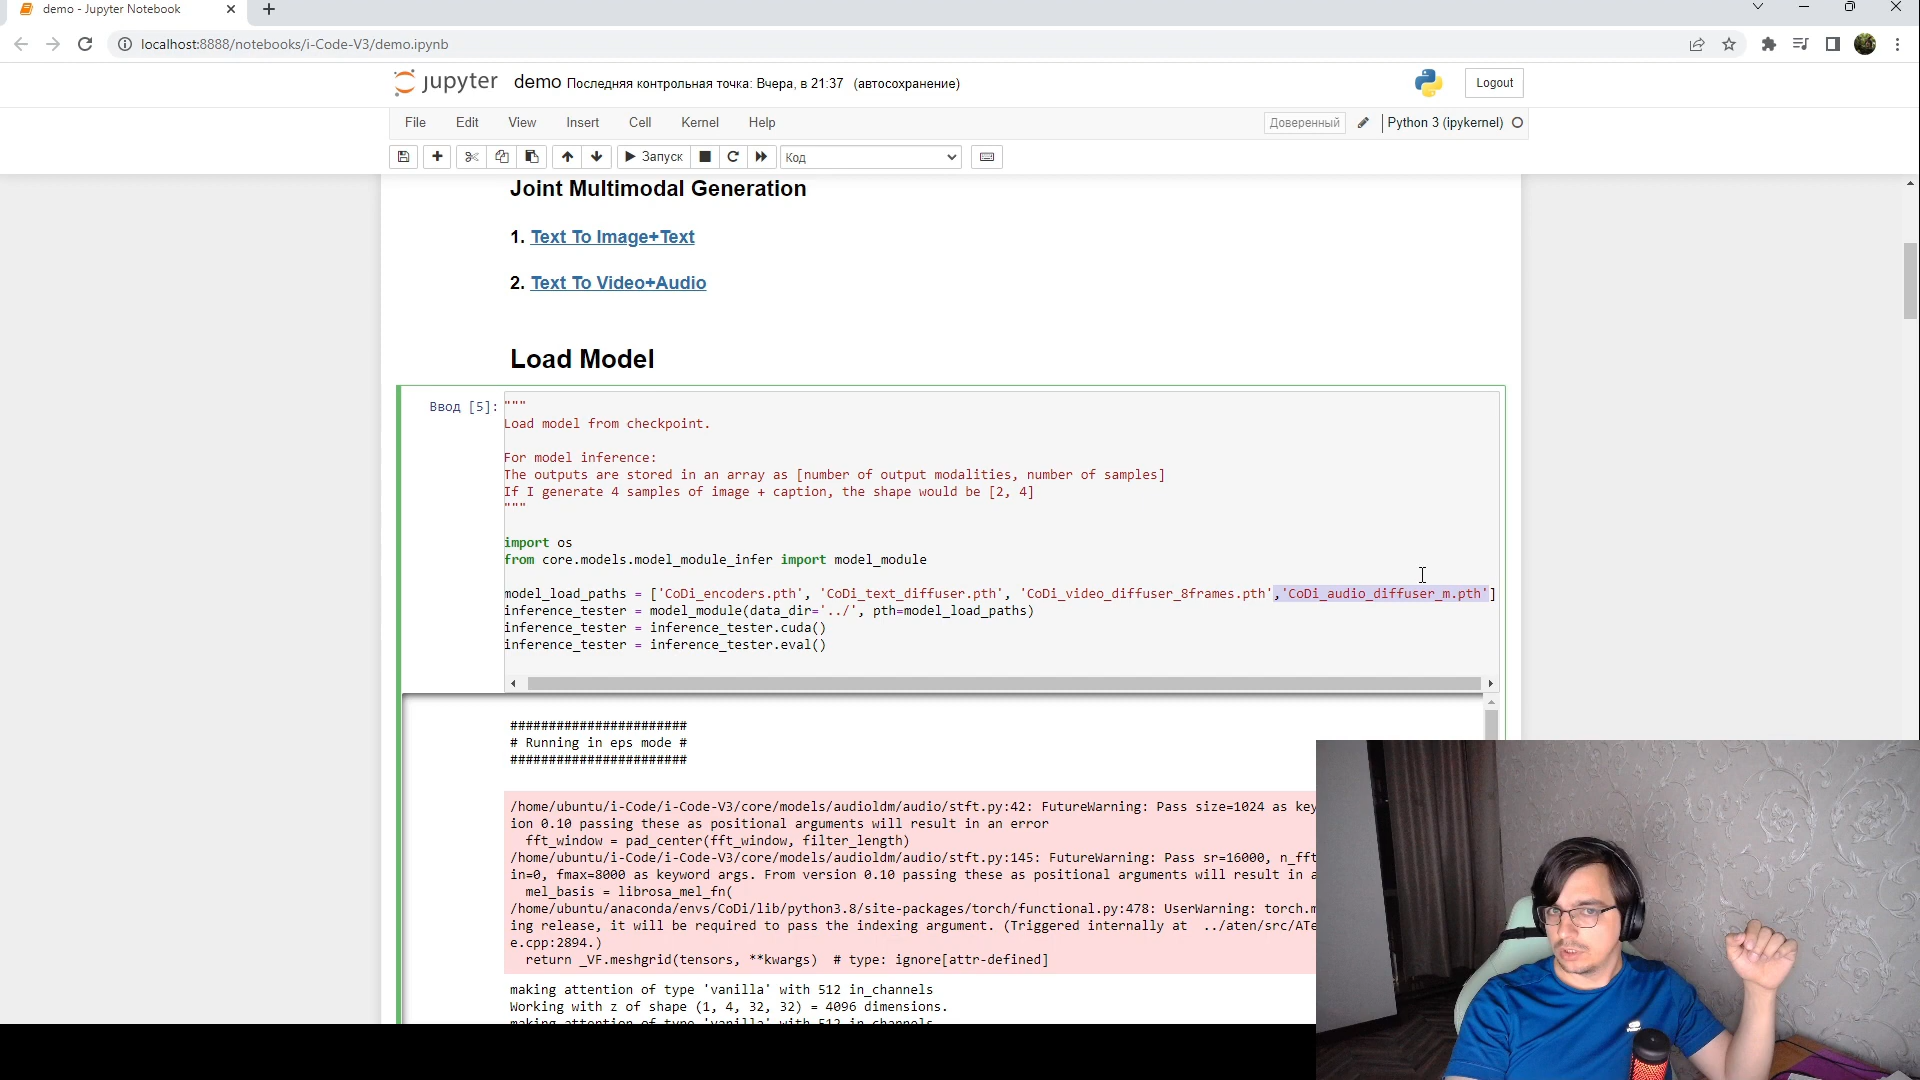 demo - Jupyter Notebook
localhost:8888/notebooks/i-Code-V3/demo.ipynb
jupyter demo Последняя контрольная точка: Вчера, в 21:37 (автосохранение)
Logout
File Edit View Insert Cell Kernel Help
Доверенный
Python 3 (ipykernel)
Запуск
Код
Joint Multimodal Generation
1. Text To Image+Text
2. Text To Video+Audio
Load Model
Ввод [5]:
"""
Load model from checkpoint.
For model inference:
The outputs are stored in an array as [number of output modalities, number of samples]
If I generate 4 samples of image + caption, the shape would be [2, 4]
"""
import os
from core.models.model_module_infer import model_module
model_load_paths = ['CoDi_encoders.pth', 'CoDi_text_diffuser.pth', 'CoDi_video_diffuser_8frames.pth','CoDi_audio_diffuser_m.pth']
inference_tester = model_module(data_dir='../', pth=model_load_paths)
inference_tester = inference_tester.cuda()
inference_tester = inference_tester.eval()
#######################
# Running in eps mode #
#######################
/home/ubuntu/i-Code/i-Code-V3/core/models/audioldm/audio/stft.py:42: FutureWarning: Pass size=1024 as key
ion 0.10 passing these as positional arguments will result in an error
fft_window = pad_center(fft_window, filter_length)
/home/ubuntu/i-Code/i-Code-V3/core/models/audioldm/audio/stft.py:145: FutureWarning: Pass sr=16000, n_fft
in=0, fmax=8000 as keyword args. From version 0.10 passing these as positional arguments will result in a
mel_basis = librosa_mel_fn(
/home/ubuntu/anaconda/envs/CoDi/lib/python3.8/site-packages/torch/functional.py:478: UserWarning: torch.m
ing release, it will be required to pass the indexing argument. (Triggered internally at ../aten/src/ATe
e.cpp:2894.)
return _VF.meshgrid(tensors, **kwargs) # type: ignore[attr-defined]
making attention of type 'vanilla' with 512 in_channels
Working with z of shape (1, 4, 32, 32) = 4096 dimensions.
making attention of type 'vanilla' with 512 in_channels